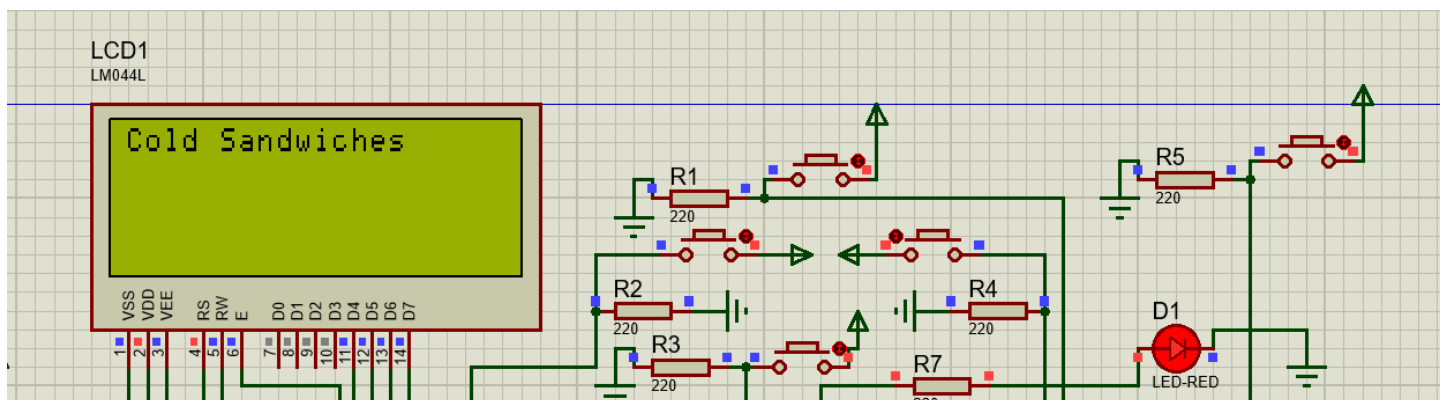 LCD1
LM044L
Cold Sandwiches
VSS VDD VEE RS RW E D0 D1 D2 D3 D4 D5 D6 D7
1 2 3 4 5 6 7 8 9 10 11 12 13 14
R1
220
R5
220
R2
220
R4
220
R3
220
R7
D1
LED-RED